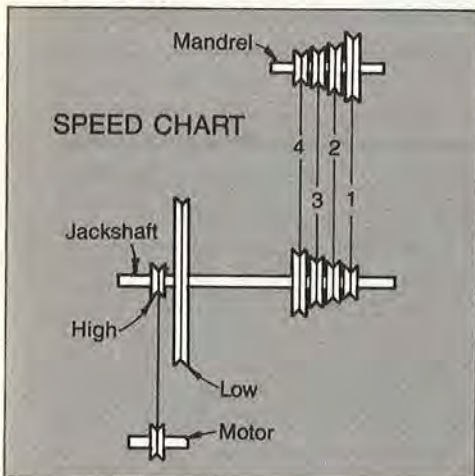 Mandrel
SPEED CHART
4
2
3
1
Jackshaft
High
Low
Motor